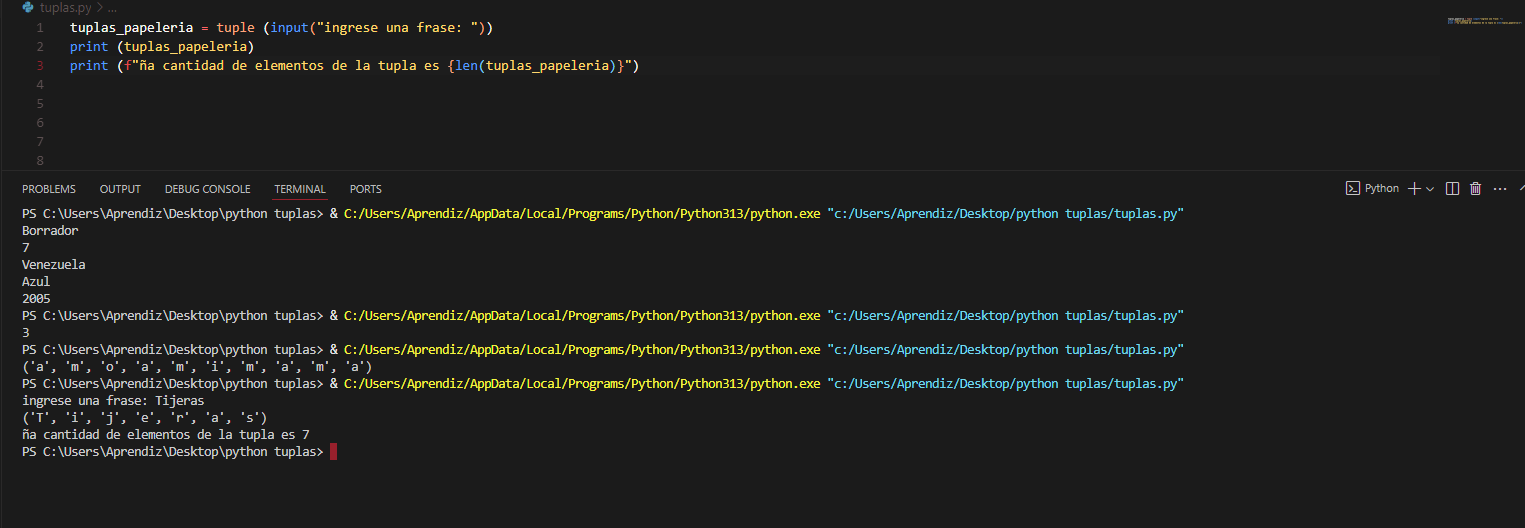 tuplas.py > ...
1 tuplas_papeleria = tuple (input("ingrese una frase: "))
2 print (tuplas_papeleria)
3 print (f"ña cantidad de elementos de la tupla es {len(tuplas_papeleria)}")
4
5
6
7
8
PROBLEMS OUTPUT DEBUG CONSOLE TERMINAL PORTS Python
PS C:\Users\Aprendiz\Desktop\python tuplas> & C:/Users/Aprendiz/AppData/Local/Programs/Python/Python313/python.exe "c:/Users/Aprendiz/Desktop/python tuplas/tuplas.py"
Borrador
7
Venezuela
Azul
2005
PS C:\Users\Aprendiz\Desktop\python tuplas> & C:/Users/Aprendiz/AppData/Local/Programs/Python/Python313/python.exe "c:/Users/Aprendiz/Desktop/python tuplas/tuplas.py"
3
PS C:\Users\Aprendiz\Desktop\python tuplas> & C:/Users/Aprendiz/AppData/Local/Programs/Python/Python313/python.exe "c:/Users/Aprendiz/Desktop/python tuplas/tuplas.py"
('a', 'm', 'o', 'a', 'm', 'i', 'm', 'a', 'm', 'a')
PS C:\Users\Aprendiz\Desktop\python tuplas> & C:/Users/Aprendiz/AppData/Local/Programs/Python/Python313/python.exe "c:/Users/Aprendiz/Desktop/python tuplas/tuplas.py"
ingrese una frase: Tijeras
('T', 'i', 'j', 'e', 'r', 'a', 's')
ña cantidad de elementos de la tupla es 7
PS C:\Users\Aprendiz\Desktop\python tuplas>